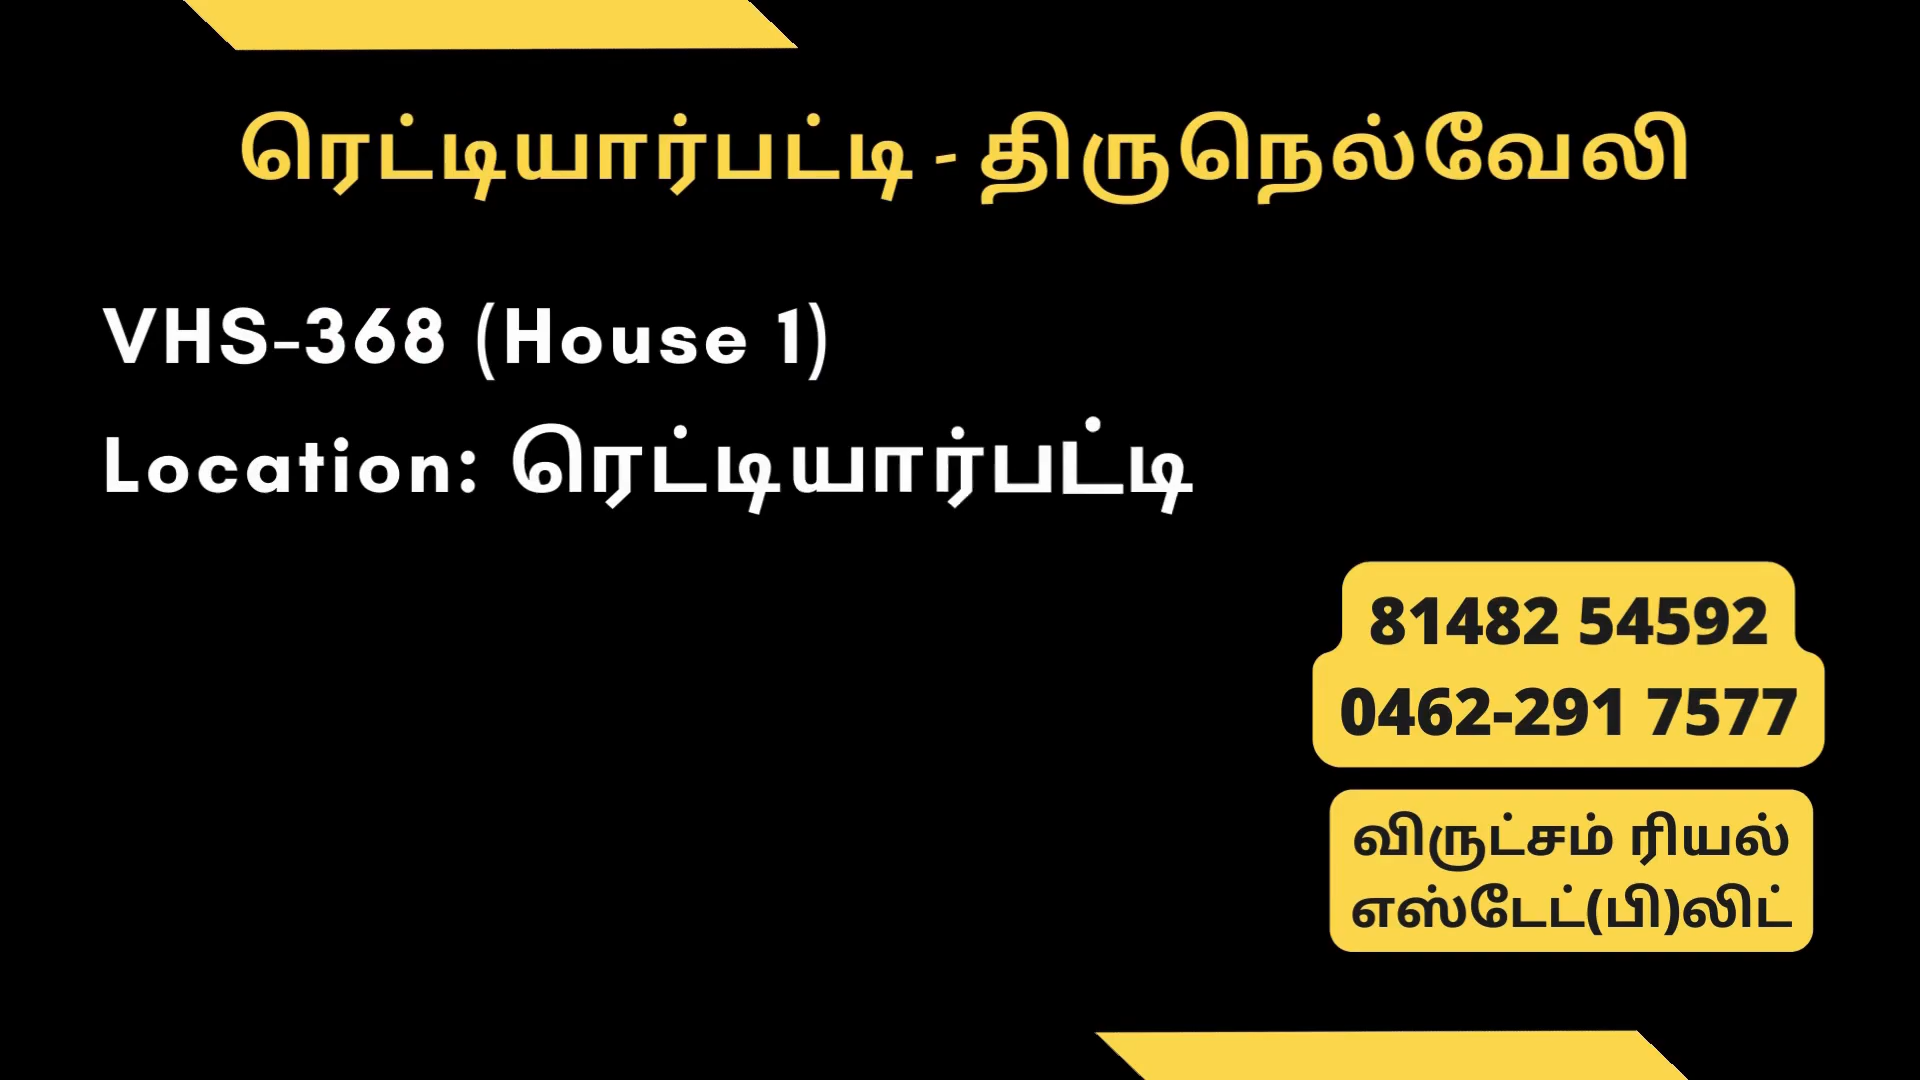 ரெட்டியார்பட்டி - திருநெல்வேலி
VHS-368 (House 1)
Location: ரெட்டியார்பட்டி
81482 54592
0462-291 7577
விருட்சம் ரியல்
எஸ்டேட்(பி)லிட்